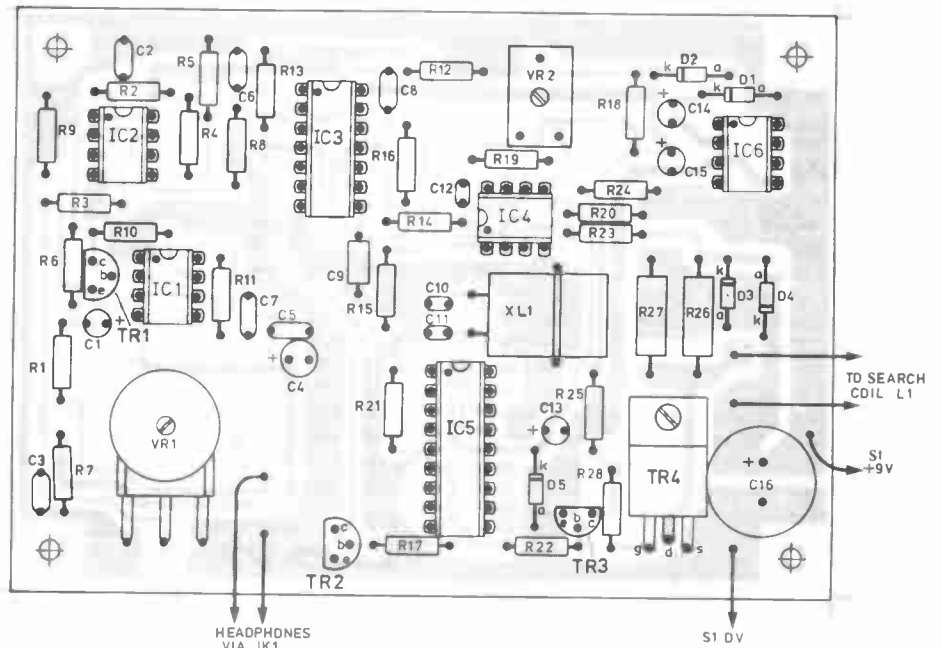 C2
R5
C6
R13
R2
R9
IC2
R4
R8
IC3
C8
R12
VR2
R16
R18
D2
k
a
D1
k
a
+
C14
+
C15
IC6
R3
R10
R19
C12
R14
IC4
R24
R20
R23
R6
c
b
e
IC1
R11
C7
C9
R15
C10
C11
XL1
R27
R26
k
D3
a
a
D4
k
C1
+
TR1
C5
+
C4
R1
VR1
R21
IC5
C13
+
R25
TR4
TO SEARCH
COIL L1
S1
+9V
+
C16
C3
R7
k
D5
a
R28
b
c
c
b
TR2
R17
R22
TR3
g
d
s
HEADPHONES
VIA JK1
S1 0V